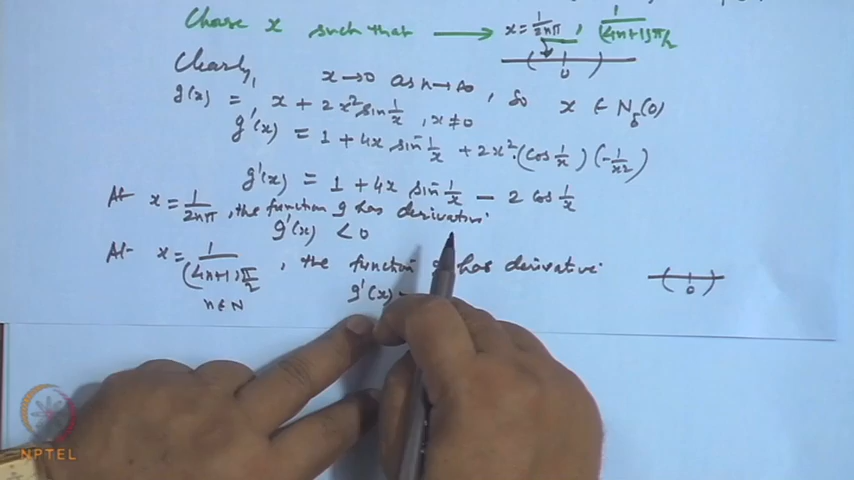 Choose x such that ⟶ x = 1/2nπ, 1/(4n+1)π/2
0
Clearly, x→0 as n→∞, so x ∈ N_δ(0)
g(x) = x + 2x² sin 1/x, x≠0
g'(x) = 1 + 4x sin 1/x + 2x²·(cos 1/x)(-1/x²)
g'(x) = 1 + 4x sin 1/x − 2 cos 1/x
At x = 1/2nπ, the function g has derivative
g'(x) < 0
At x = 1/(4n+1)π/2, the function g has derivative
n∈N
g'(x)
0
NPTEL